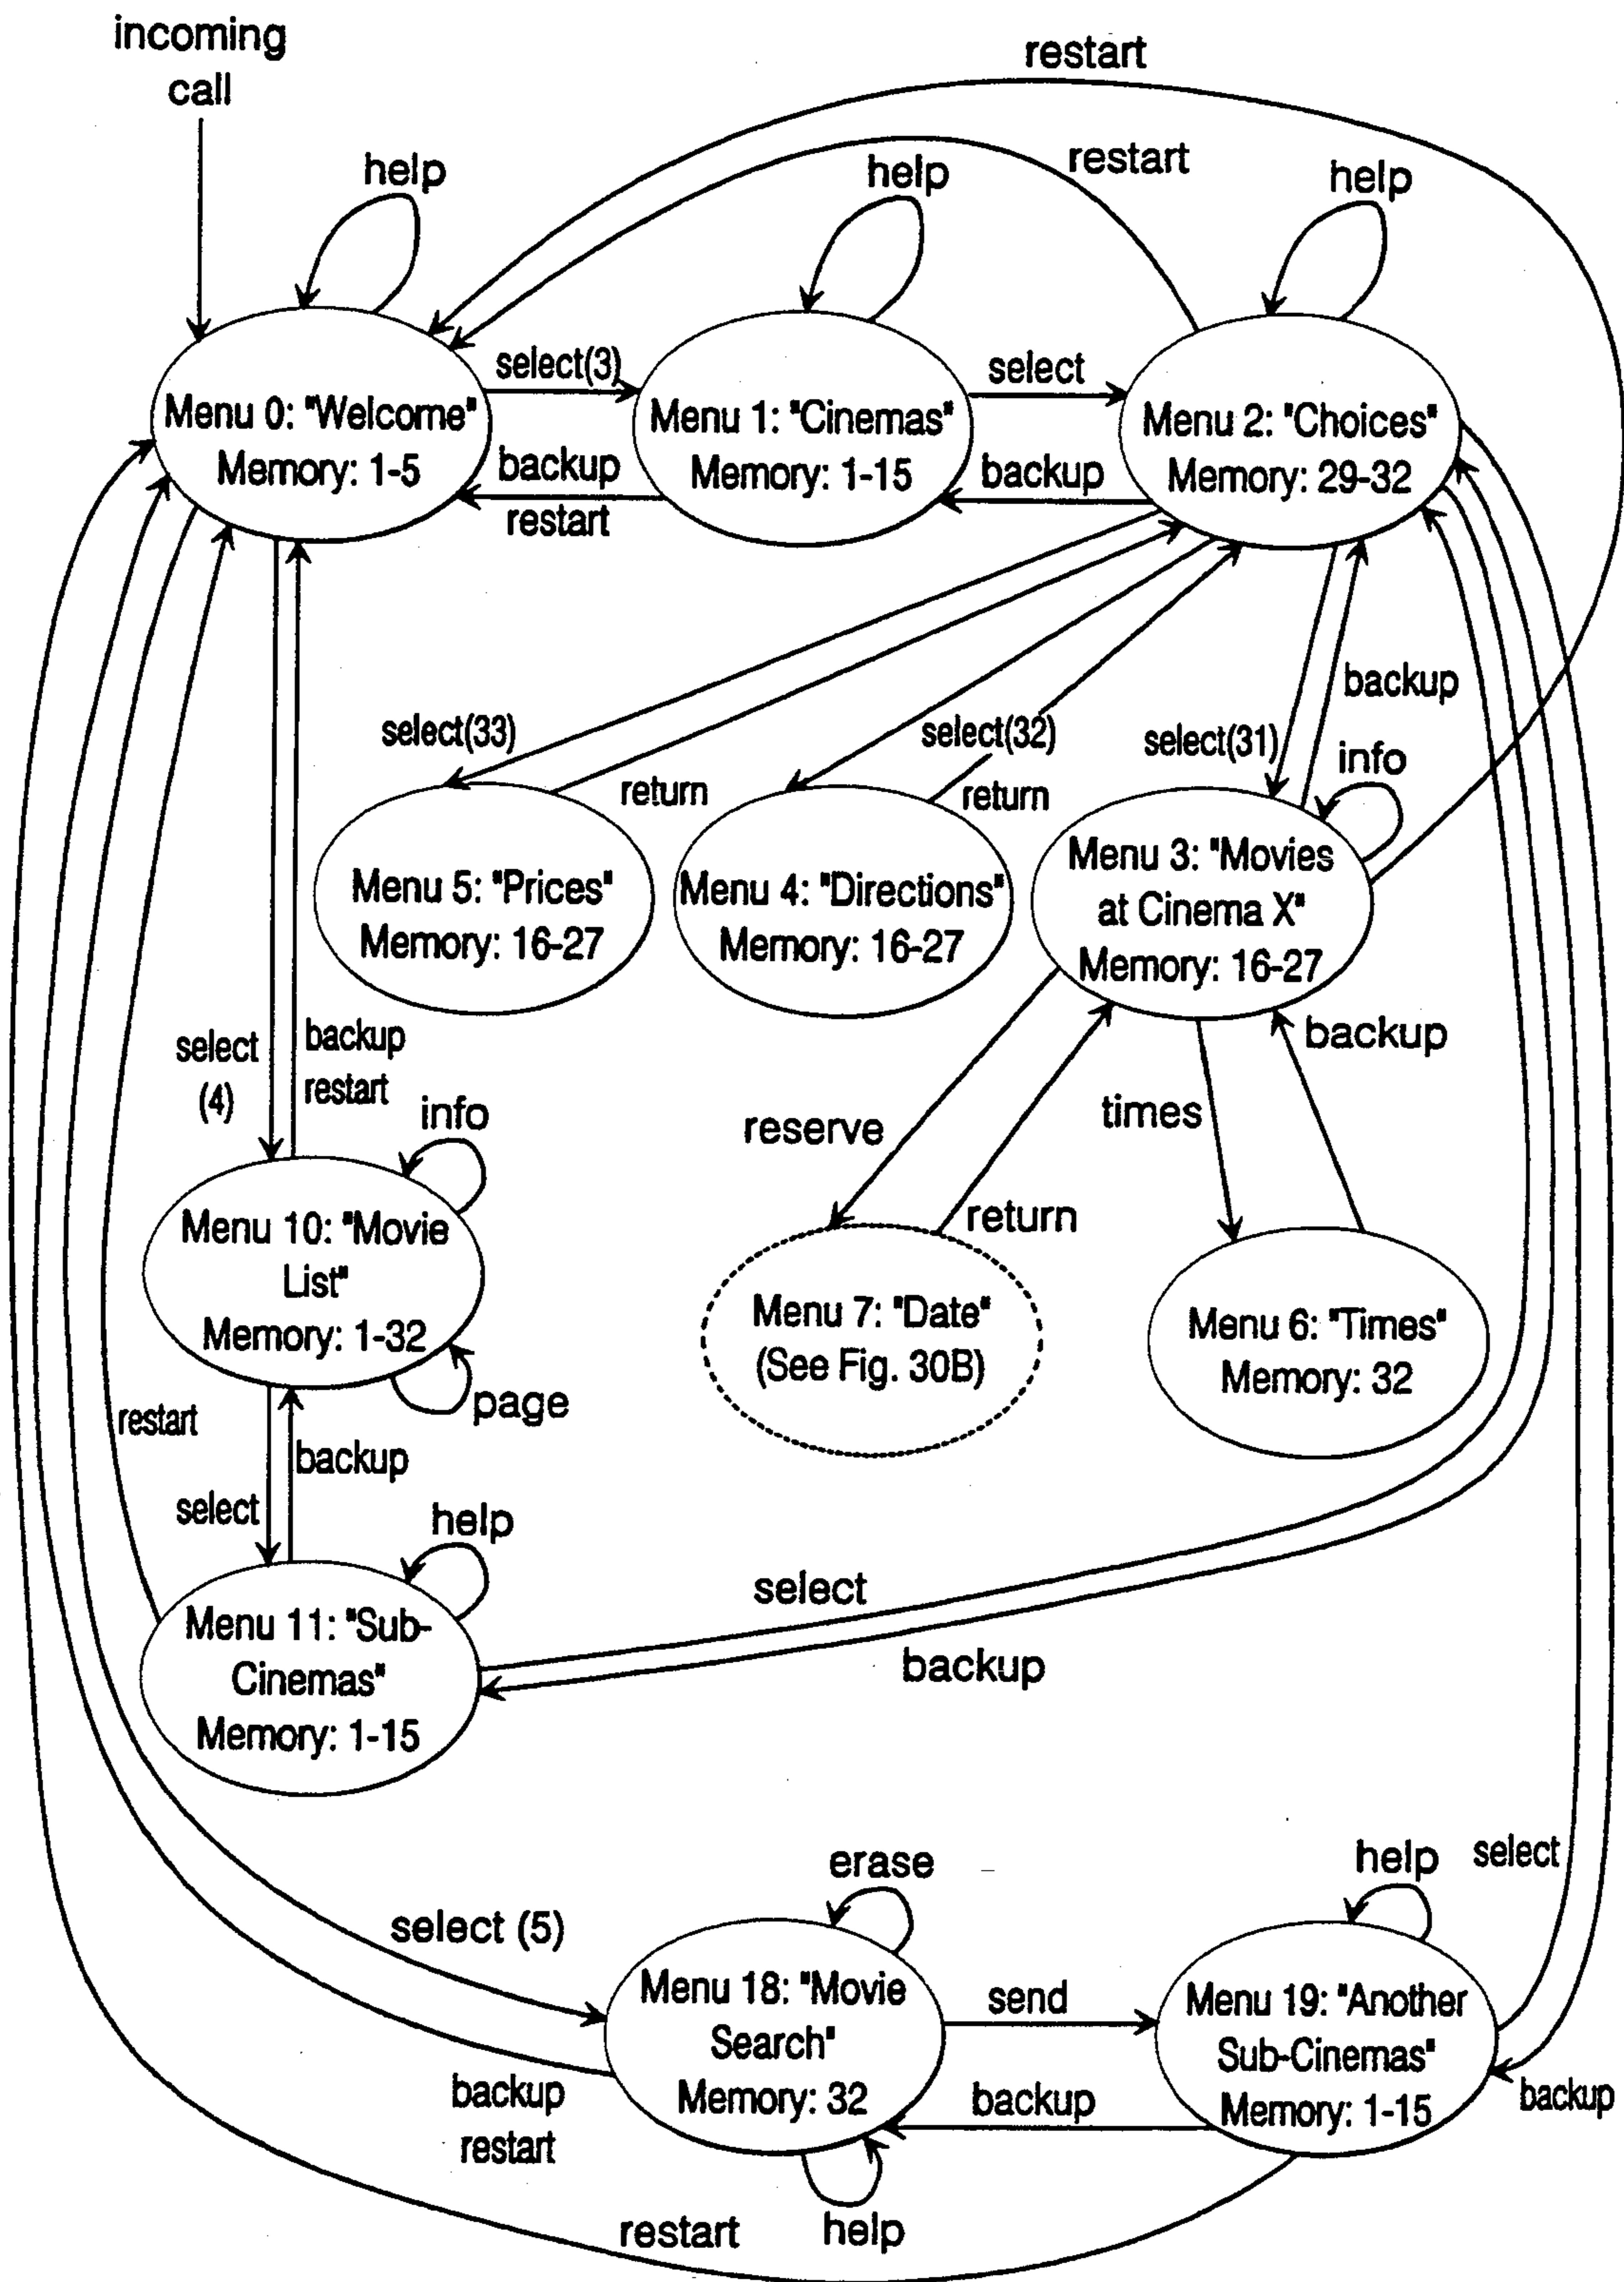 incoming
call
restart
restart
help
help
help
select(3)
select
Menu 0: "Welcome"
Memory: 1-5
Menu 1: "Cinemas"
Memory: 1-15
Menu 2: "Choices"
Memory: 29-32
backup
restart
backup
backup
select(33)
select(32)
select(31)
info
return
return
Menu 5: "Prices"
Memory: 16-27
Menu 4: "Directions"
Memory: 16-27
Menu 3: "Movies
at Cinema X"
Memory: 16-27
select
(4)
backup
restart
info
reserve
times
backup
return
Menu 10: "Movie
List"
Memory: 1-32
Menu 7: "Date"
(See Fig. 30B)
Menu 6: "Times"
Memory: 32
page
restart
backup
select
help
select
backup
Menu 11: "Sub-
Cinemas"
Memory: 1-15
erase
help
select
select (5)
Menu 18: "Movie
Search"
Memory: 32
send
Menu 19: "Another
Sub-Cinemas"
Memory: 1-15
backup
restart
backup
backup
restart
help